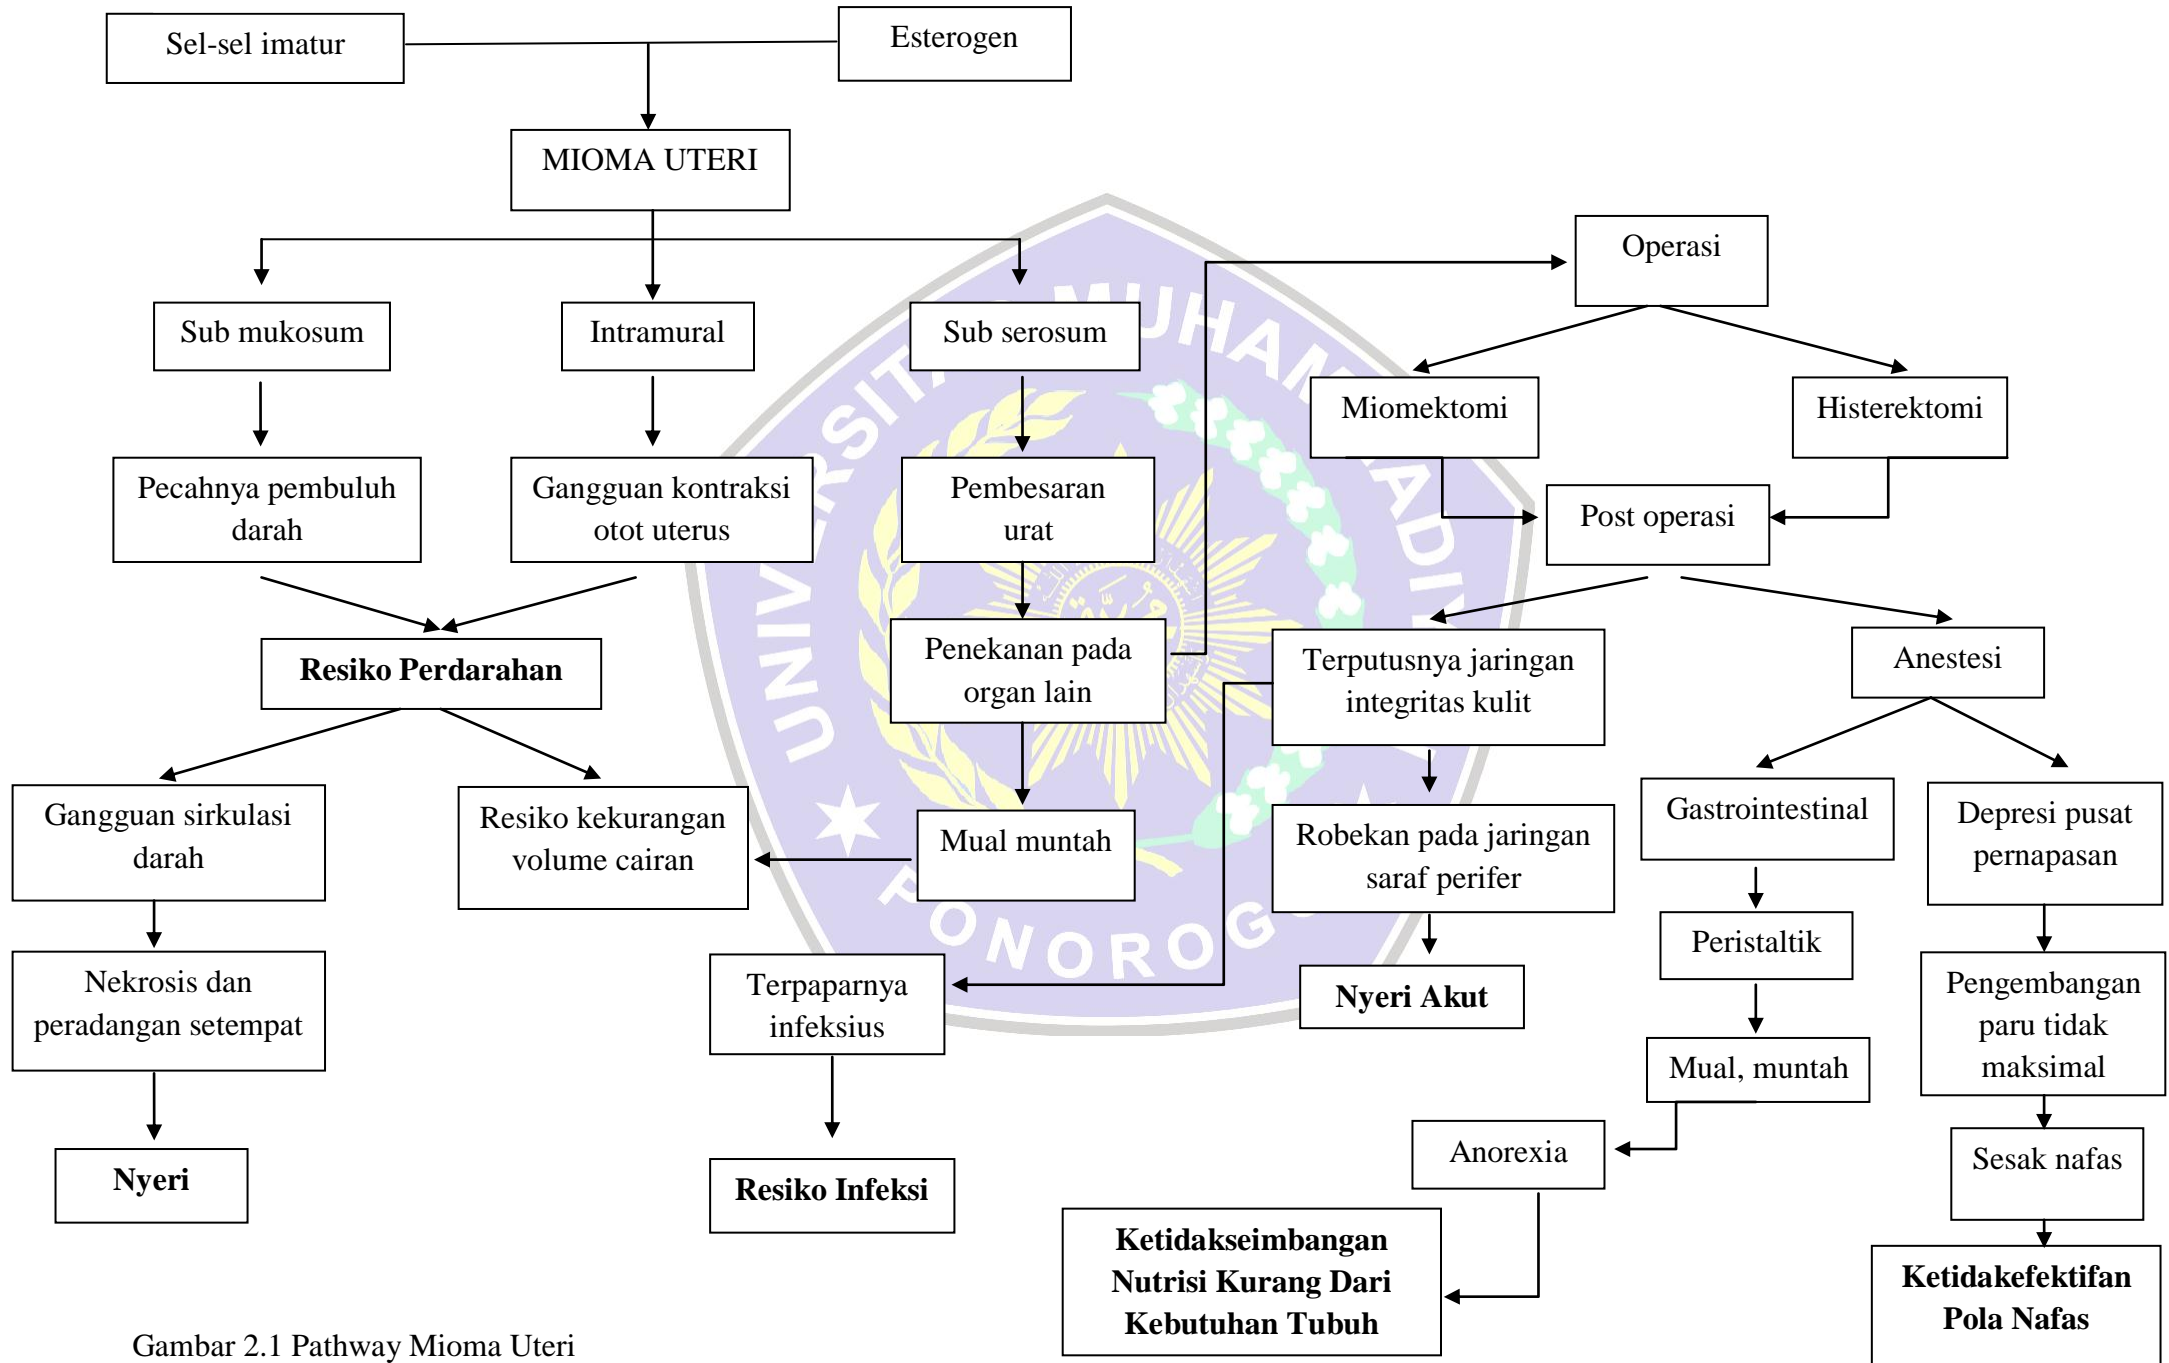 Sel-sel imatur
Esterogen
MIOMA UTERI
Operasi
Sub mukosum
Intramural
Sub serosum
Miomektomi
Histerektomi
Pecahnya pembuluh
darah
Gangguan kontraksi
otot uterus
Pembesaran
urat
Post operasi
Resiko Perdarahan
Penekanan pada
organ lain
Terputusnya jaringan
integritas kulit
Anestesi
Gangguan sirkulasi
darah
Resiko kekurangan
volume cairan
Mual muntah
Robekan pada jaringan
saraf perifer
Gastrointestinal
Depresi pusat
pernapasan
Peristaltik
Nekrosis dan
peradangan setempat
Terpaparnya
infeksius
Nyeri Akut
Pengembangan
paru tidak
maksimal
Mual, muntah
Nyeri
Resiko Infeksi
Anorexia
Sesak nafas
Ketidakseimbangan
Nutrisi Kurang Dari
Kebutuhan Tubuh
Ketidakefektifan
Pola Nafas
Gambar 2.1 Pathway Mioma Uteri
PONOROGO